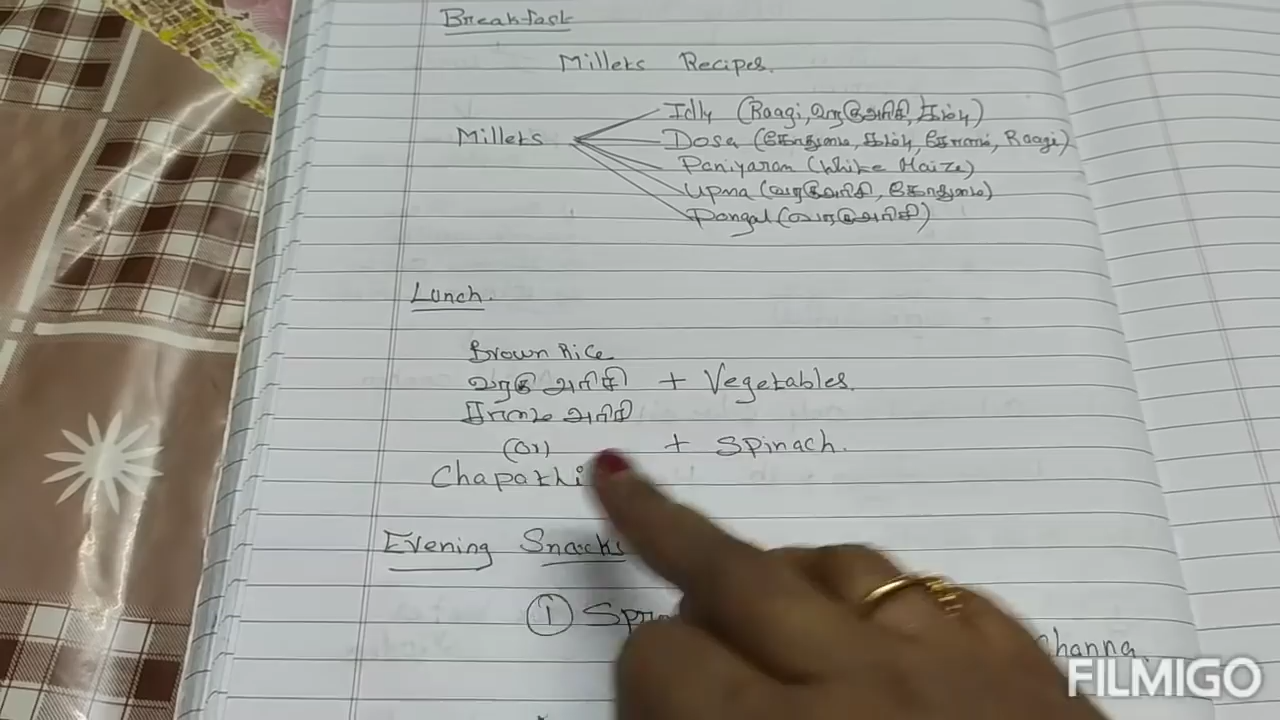 Breakfast
Millets Recipes.
Idly (Raagi, வரகுஅரிசி, கம்பு)
Millets
Dosa (கோதுமை, கம்பு, சோளம், Raagi)
Paniyaram (White Maize)
Upma (வரகுஅரிசி, கோதுமை)
Pongal (வரகுஅரிசி)
Lunch.
Brown Rice
வரகு அரிசி + Vegetables.
சாமை அரிசி
(or) + Spinach.
Chapathi
Evening Snacks
① Spr
Channa
FILMIGO